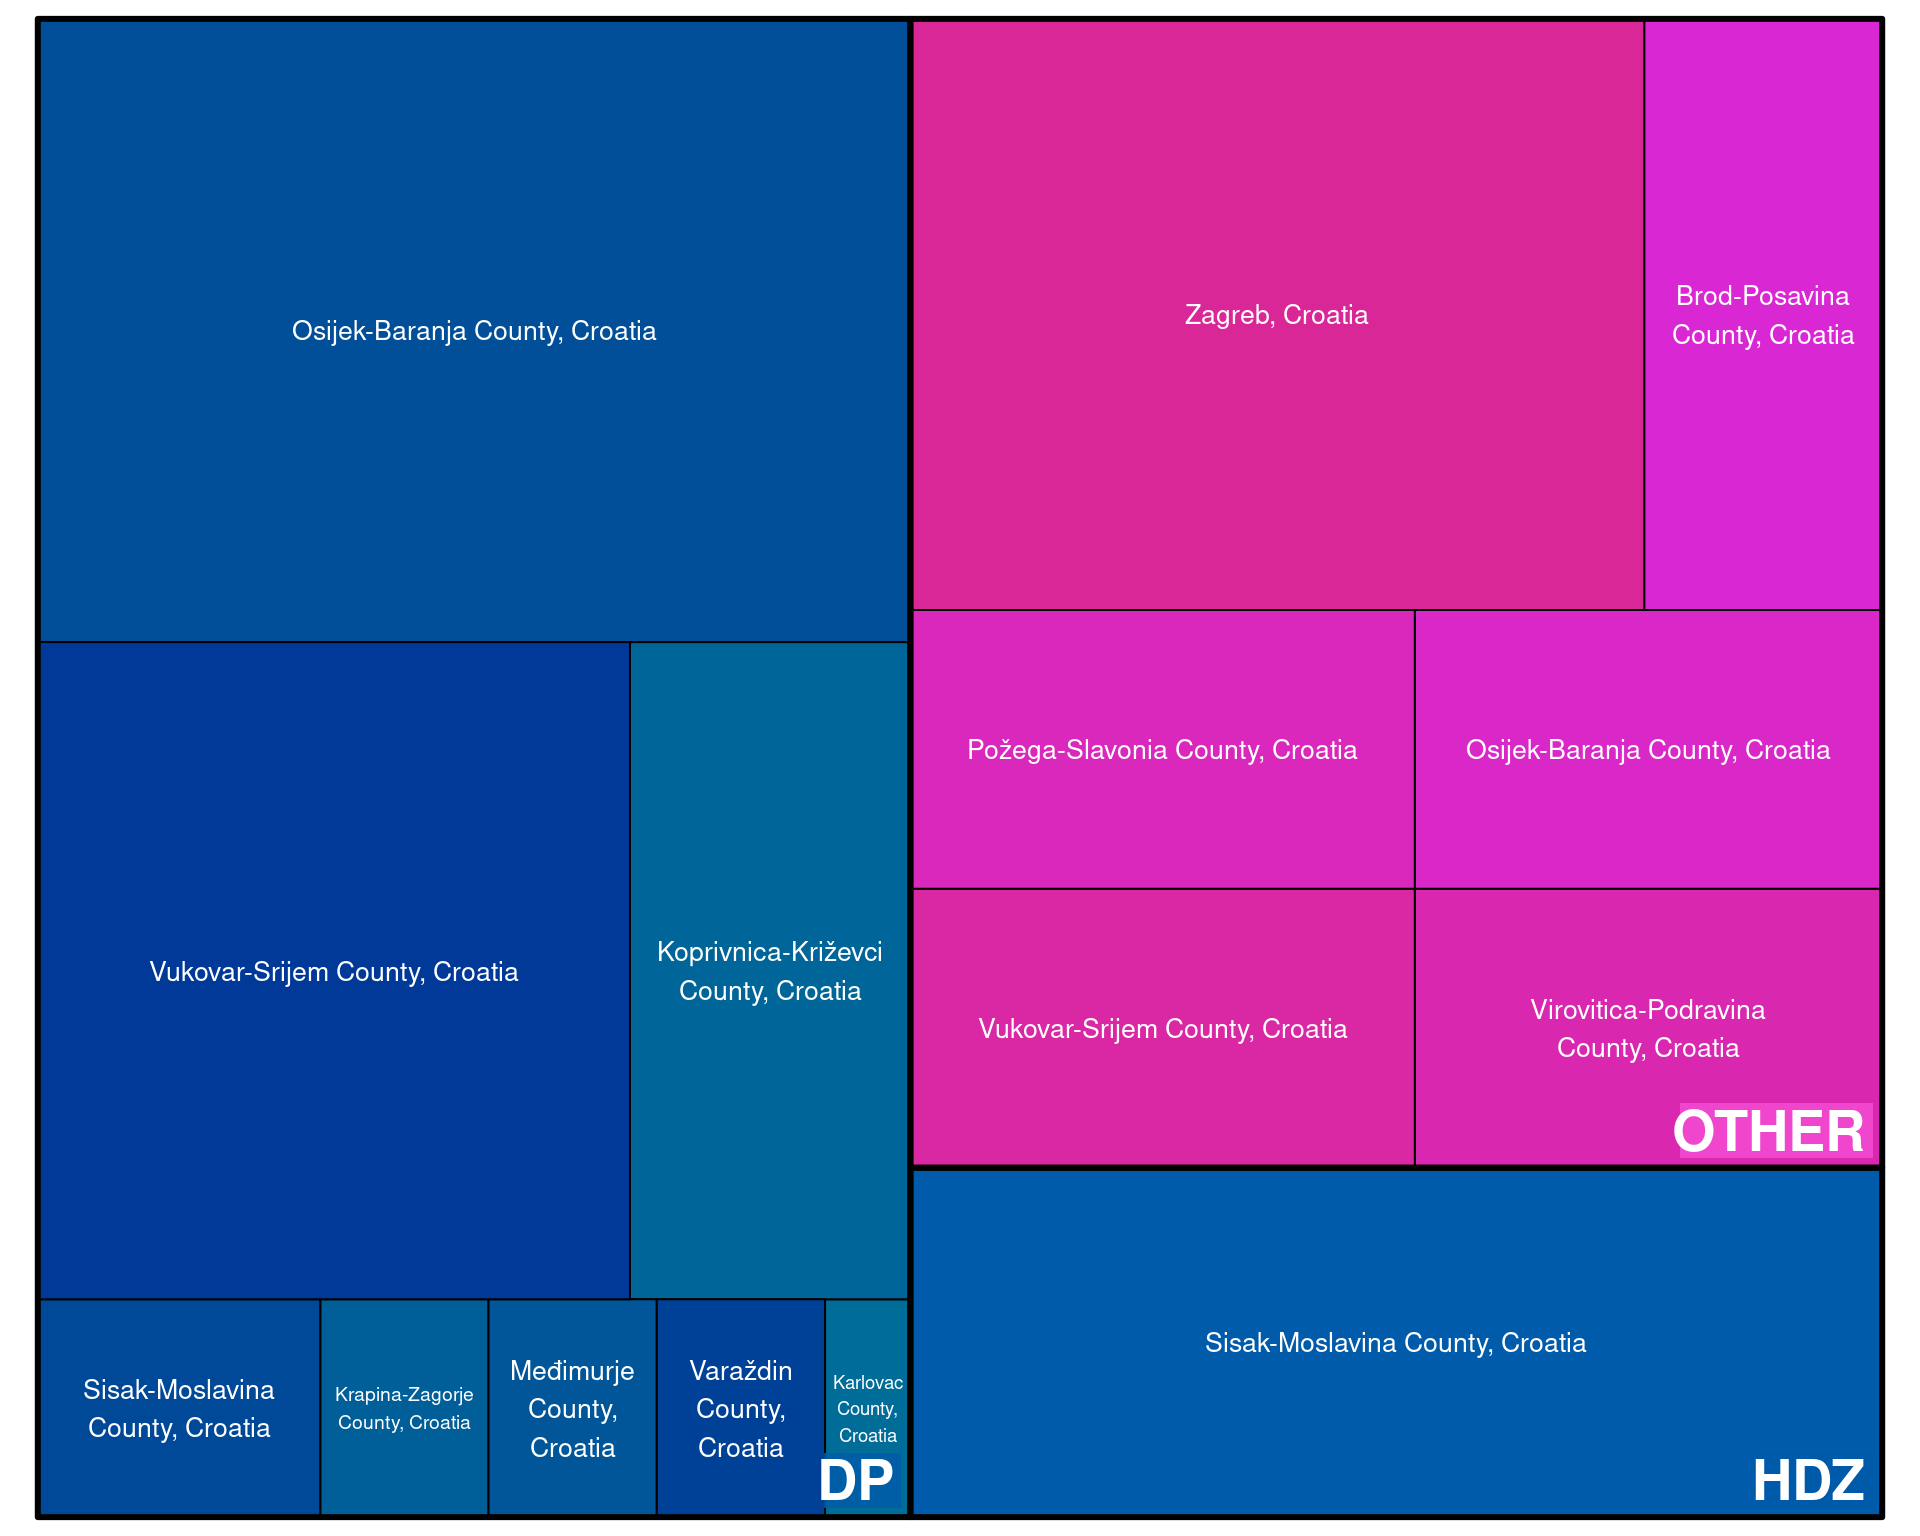 Osijek-Baranja County, Croatia
Vukovar-Srijem County, Croatia
Koprivnica-Križevci
County, Croatia
Sisak-Moslavina
County, Croatia
Krapina-Zagorje
County, Croatia
Međimurje
County,
Croatia
Varaždin
County,
Croatia
Karlovac
County,
Croatia
DP
Zagreb, Croatia
Brod-Posavina
County, Croatia
Požega-Slavonia County, Croatia
Osijek-Baranja County, Croatia
Vukovar-Srijem County, Croatia
Virovitica-Podravina
County, Croatia
OTHER
Sisak-Moslavina County, Croatia
HDZ